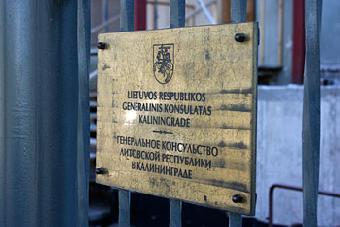 LIETUVOS RESPUBLIKOS
GENERALINIS KONSULATAS
KALININGRADE
ГЕНЕРАЛЬНОЕ КОНСУЛЬСТВО
ЛИТОВСКОЙ РЕСПУБЛИКИ
В КАЛИНИНГРАДЕ